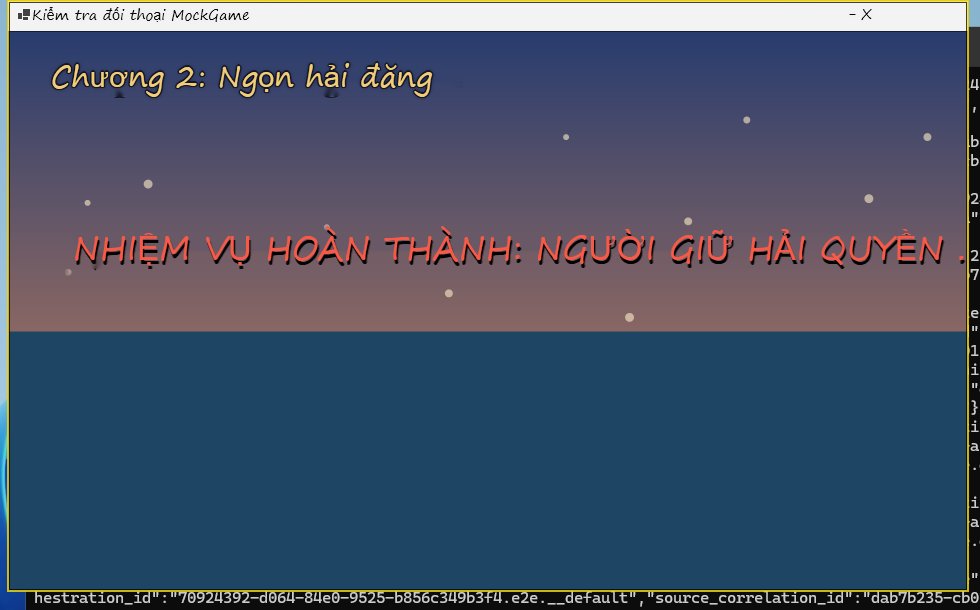 Kiểm tra đối thoại MockGame
- X
Chương 2: Ngọn hải đăng
NHIỆM VỤ HOÀN THÀNH: NGƯỜI GIỮ HẢI QUYỀN .
hestration_id":"70924392-d064-84e0-9525-b856c349b3f4.e2e.__default","source_correlation_id":"dab7b235-cb0